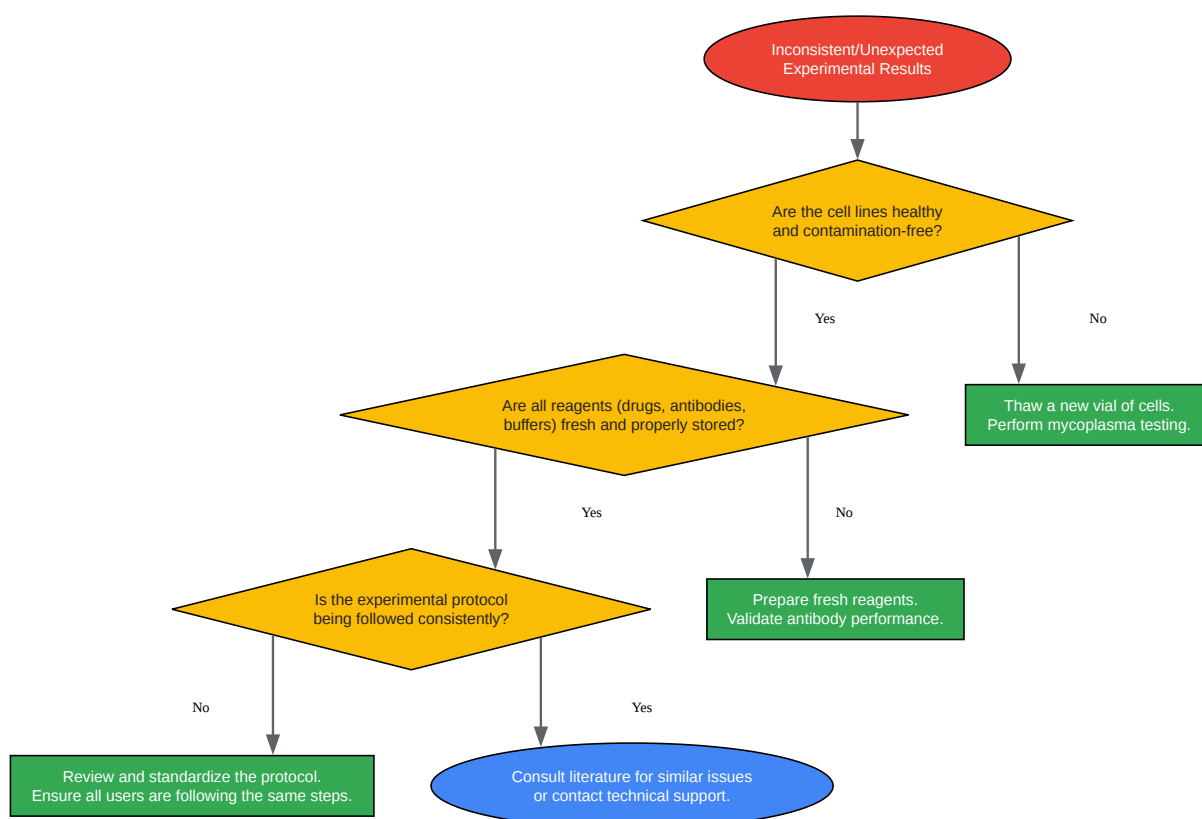 Inconsistent/Unexpected
Experimental Results
Are the cell lines healthy
and contamination-free?
Yes
No
Are all reagents (drugs, antibodies,
buffers) fresh and properly stored?
Thaw a new vial of cells.
Perform mycoplasma testing.
Yes
No
Is the experimental protocol
being followed consistently?
Prepare fresh reagents.
Validate antibody performance.
No
Yes
Review and standardize the protocol.
Ensure all users are following the same steps.
Consult literature for similar issues
or contact technical support.